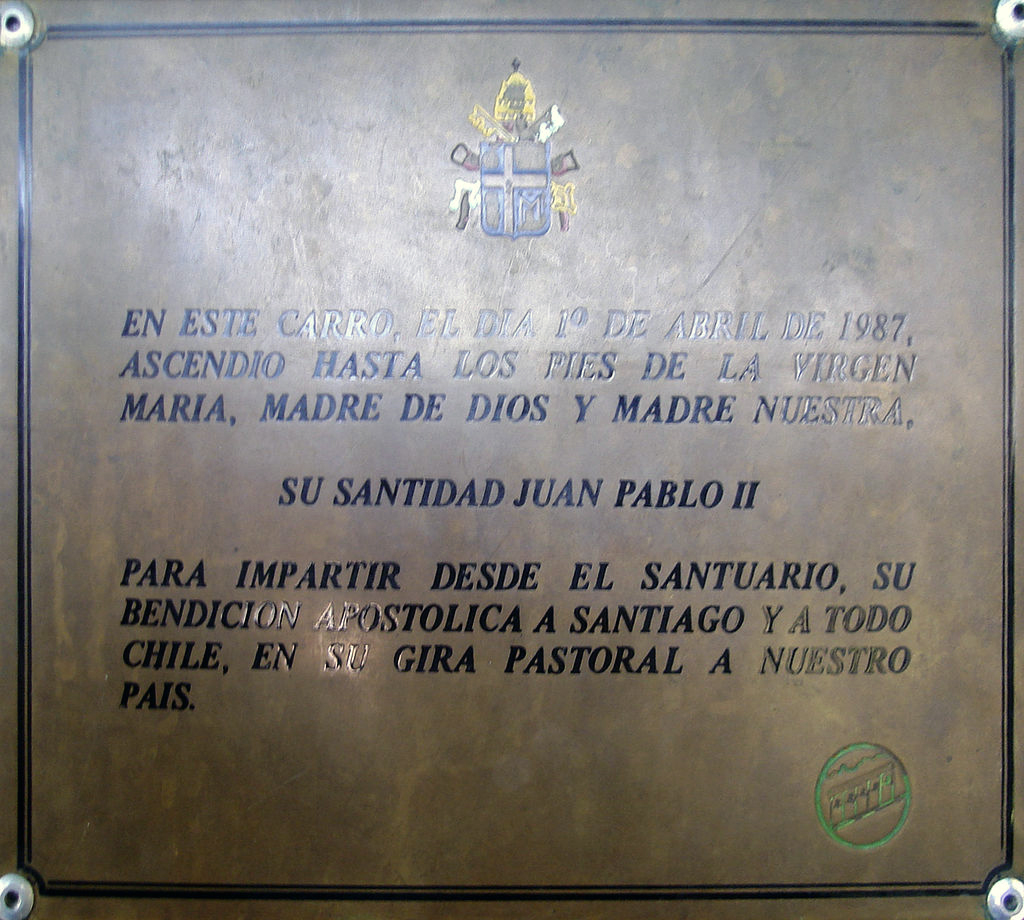 EN ESTE CARRO, EL DIA 1º DE ABRIL DE 1987,
ASCENDIO HASTA LOS PIES DE LA VIRGEN
MARIA, MADRE DE DIOS Y MADRE NUESTRA,
SU SANTIDAD JUAN PABLO II
PARA IMPARTIR DESDE EL SANTUARIO, SU
BENDICION APOSTOLICA A SANTIAGO Y A TODO
CHILE, EN SU GIRA PASTORAL A NUESTRO
PAIS.